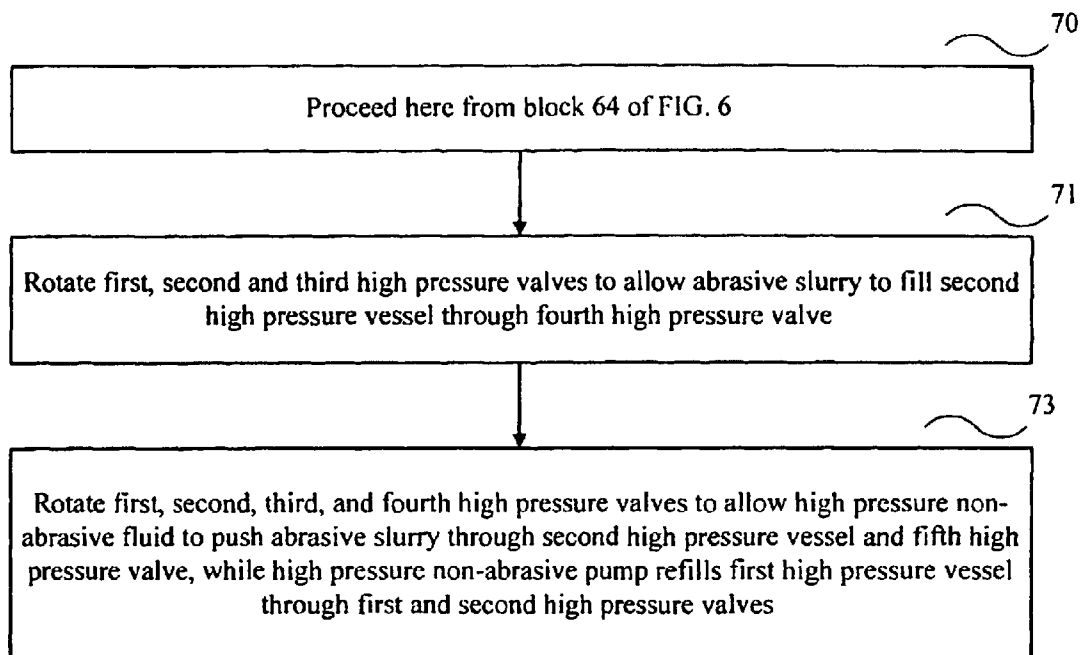 70
Proceed here from block 64 of FIG. 6
71
Rotate first, second and third high pressure valves to allow abrasive slurry to fill second
high pressure vessel through fourth high pressure valve
73
Rotate first, second, third, and fourth high pressure valves to allow high pressure non-
abrasive fluid to push abrasive slurry through second high pressure vessel and fifth high
pressure valve, while high pressure non-abrasive pump refills first high pressure vessel
through first and second high pressure valves